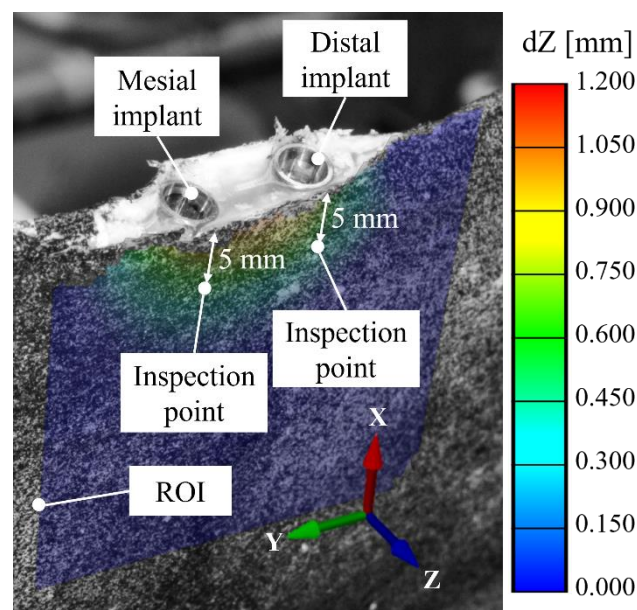 Distal
implant
Mesial
implant
5 mm
5 mm
Inspection
point
Inspection
point
ROI
X
Y
Z
dZ [mm]
1.200
1.050
0.900
0.750
0.600
0.450
0.300
0.150
0.000